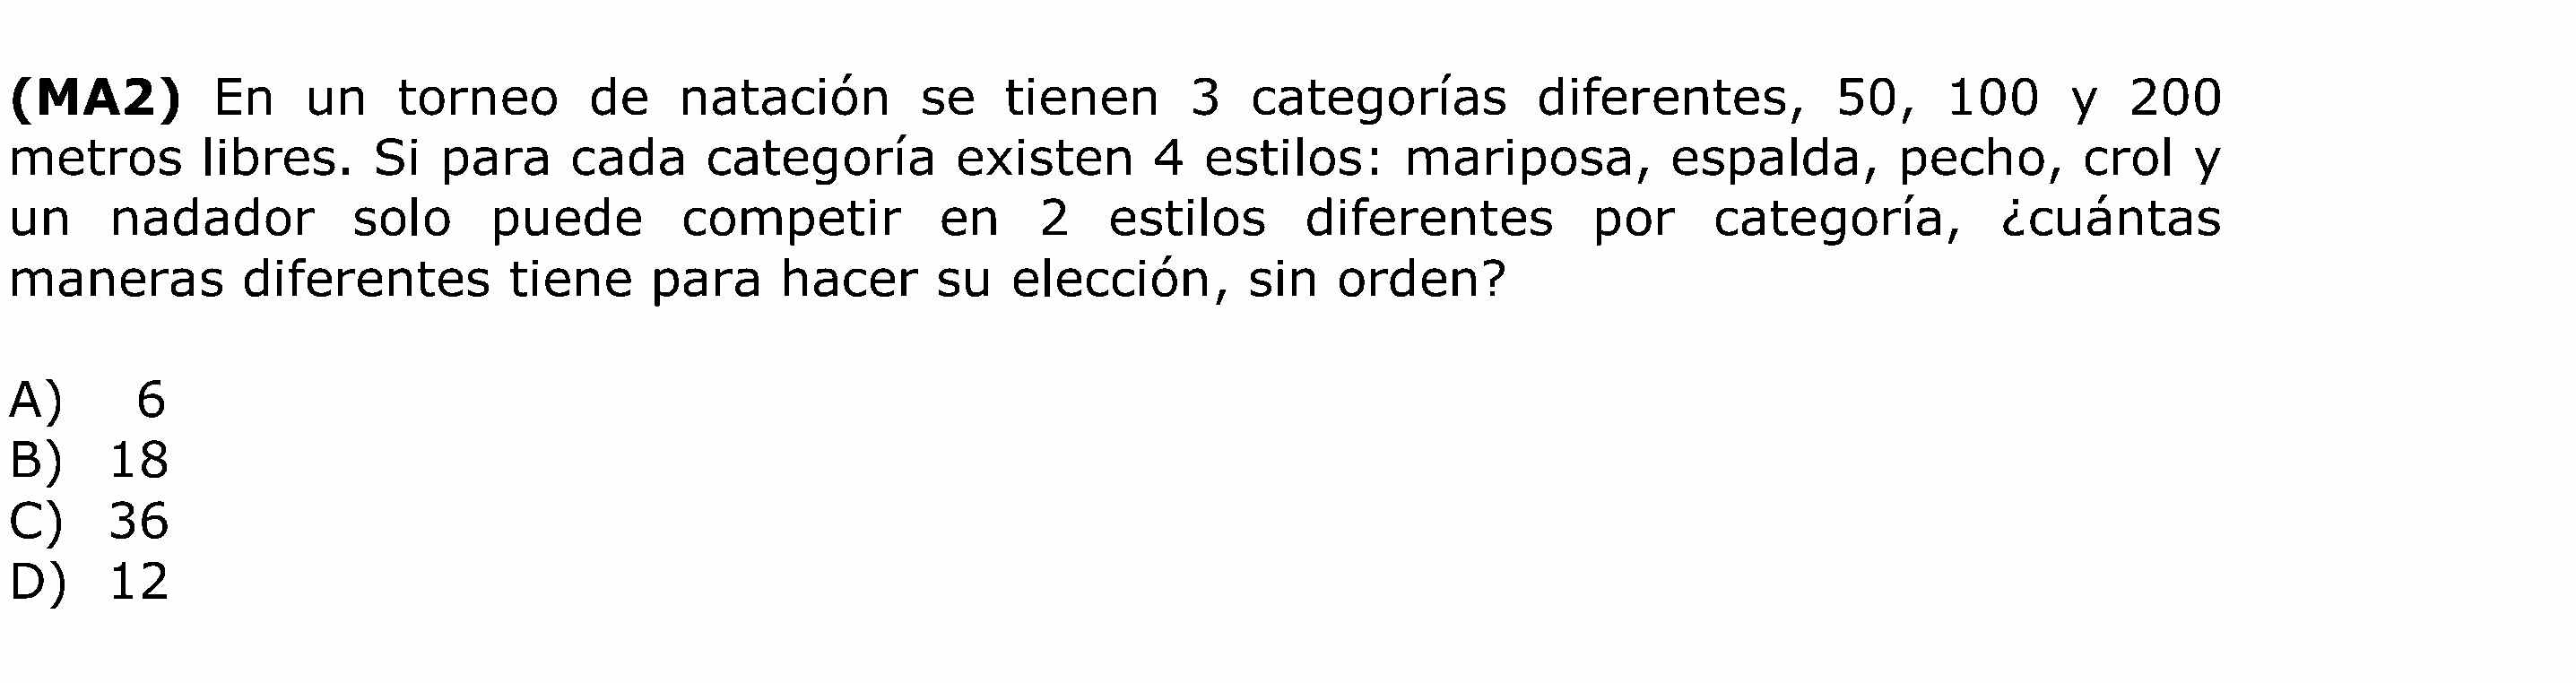 (MA2) En un torneo de natación se tienen 3 categorías diferentes, 50, 100 y 200
metros libres. Si para cada categoría existen 4 estilos: mariposa, espalda, pecho, crol y
un nadador solo puede competir en 2 estilos diferentes por categoría, ¿cuántas
maneras diferentes tiene para hacer su elección, sin orden?
A) 6
B) 18
C) 36
D) 12